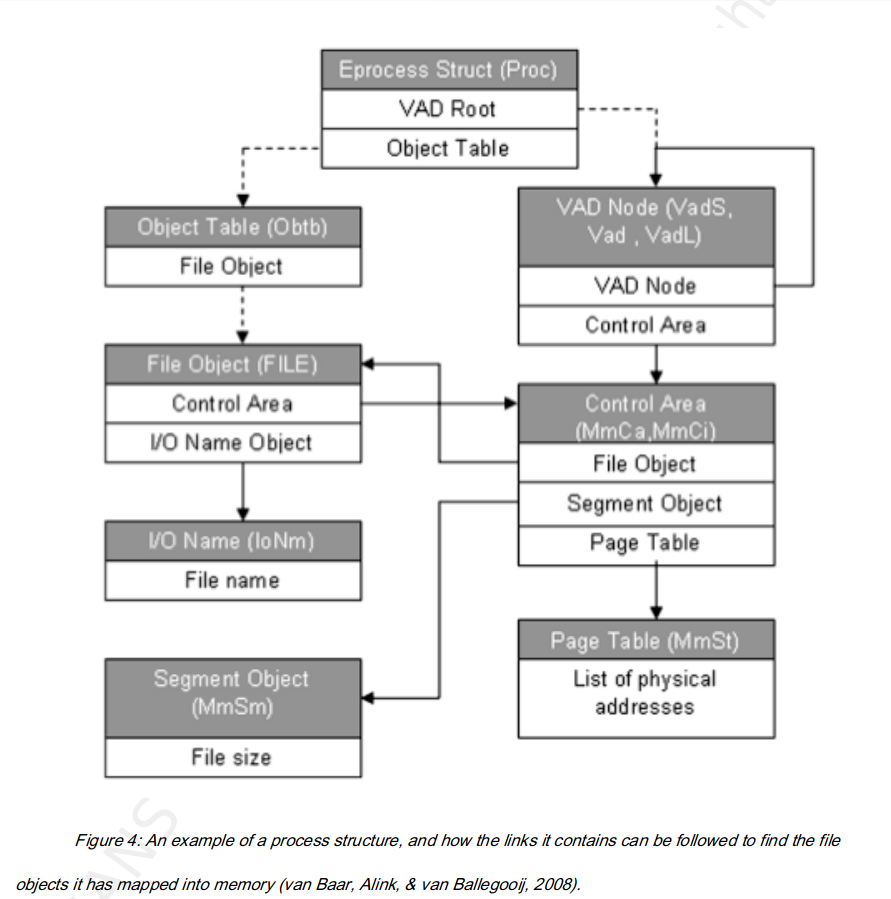 Eprocess Struct (Proc)
VAD Root
Object Table
Object Table (Obtb)
File Object
VAD Node (VadS,
Vad , VadL)
VAD Node
Control Area
File Object (FILE)
Control Area
I/O Name Object
Control Area
(MmCa,MmCi)
File Object
Segment Object
Page Table
I/O Name (IoNm)
File name
Page Table (MmSt)
List of physical
addresses
Segment Object
(MmSm)
File size
Figure 4: An example of a process structure, and how the links it contains can be followed to find the file
objects it has mapped into memory (van Baar, Alink, & van Ballegooij, 2008).
ANS